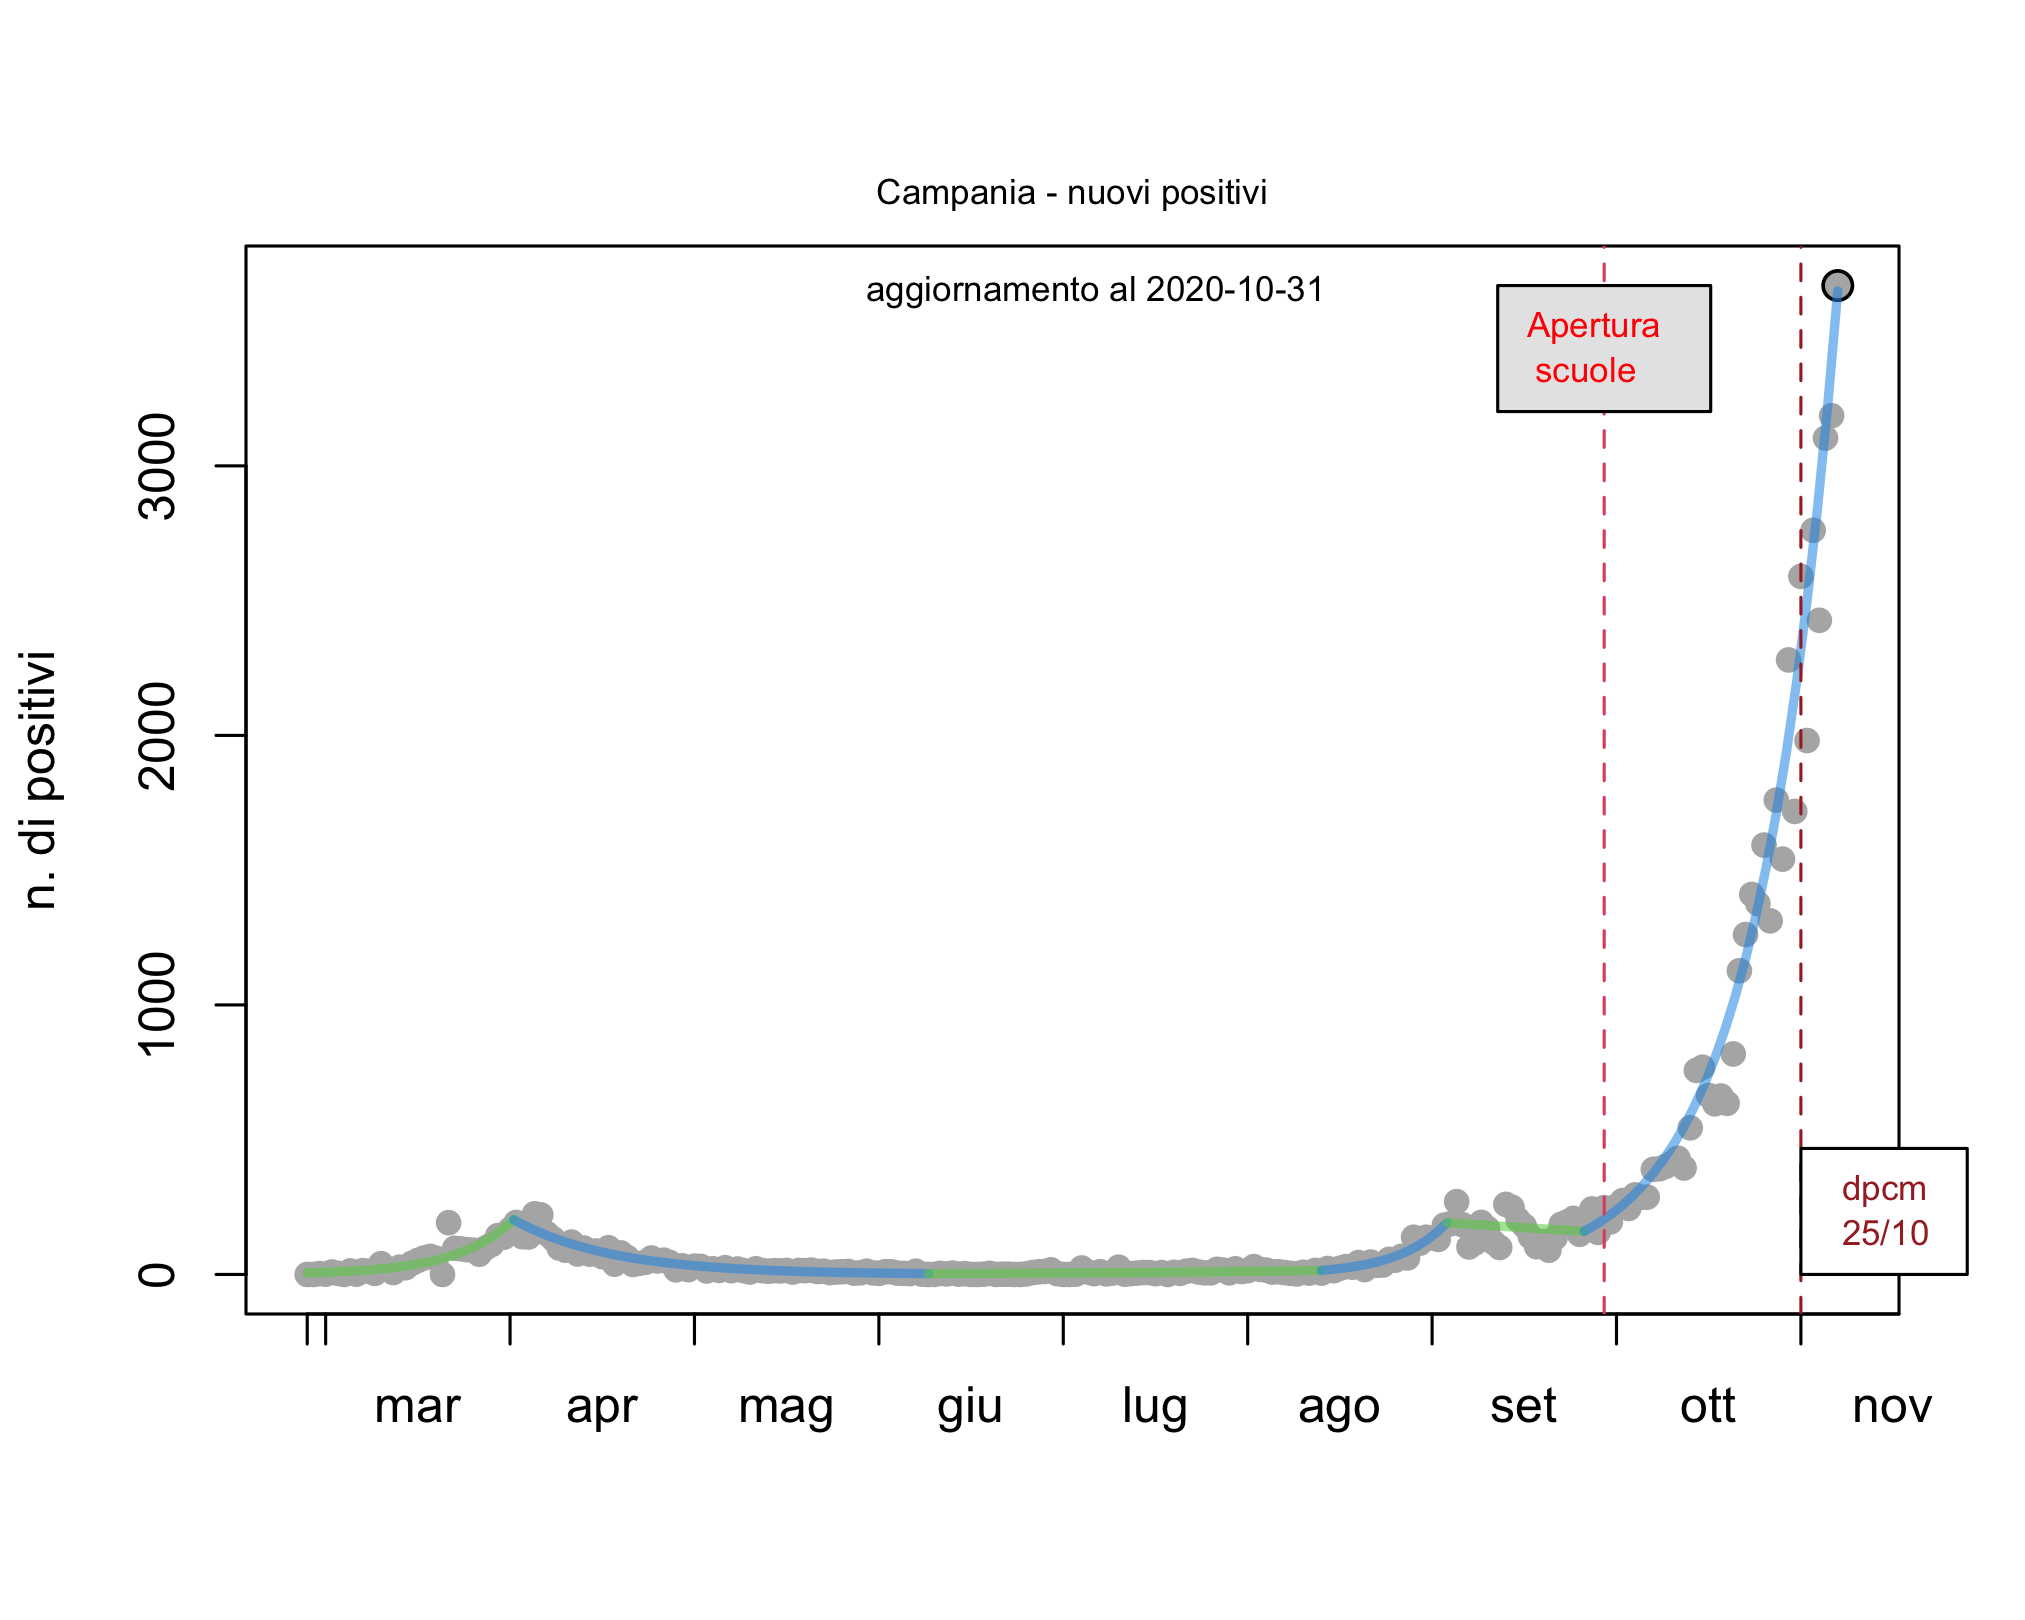 Campania - nuovi positivi
aggiornamento al 2020-10-31
Apertura
scuole
n. di positivi
3000
2000
1000
0
dpcm
25/10
mar apr mag giu lug ago set ott nov